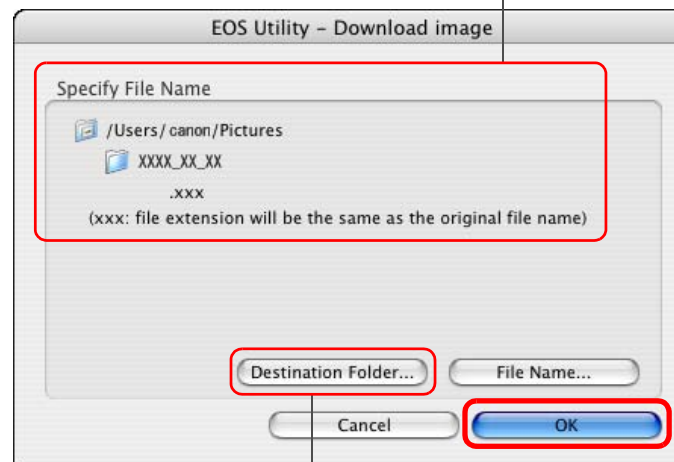 EOS Utility – Download image
Specify File Name
/Users/canon/Pictures
XXXX_XX_XX
.xxx
(xxx: file extension will be the same as the original file name)
Destination Folder...
File Name...
Cancel
OK